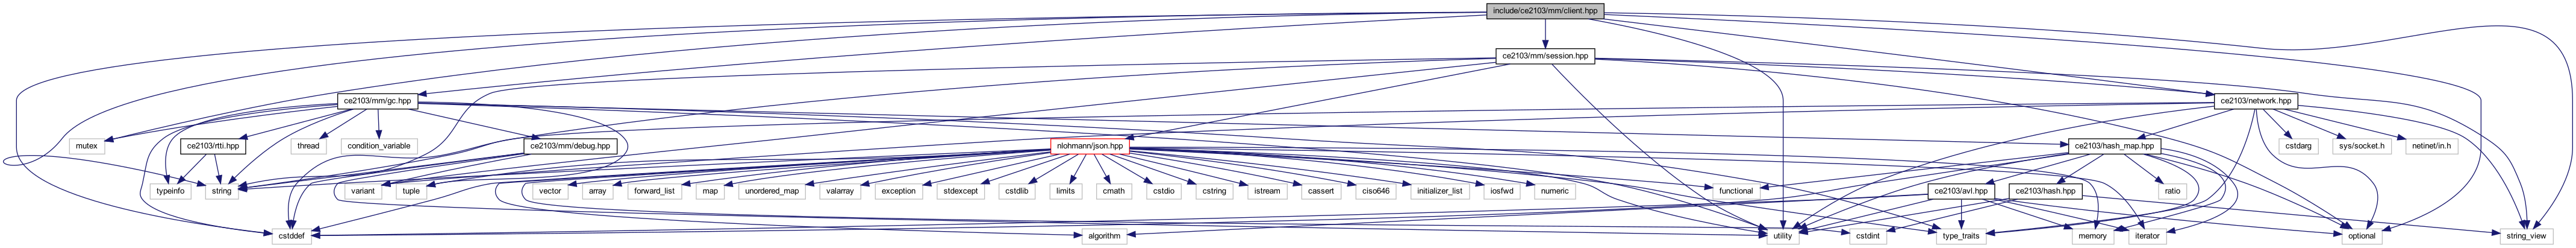 include/ce2103/mm/client.hpp
ce2103/mm/session.hpp
ce2103/mm/gc.hpp
ce2103/network.hpp
mutex
ce2103/rtti.hpp
thread
condition_variable
ce2103/mm/debug.hpp
nlohmann/json.hpp
ce2103/hash_map.hpp
cstdarg
sys/socket.h
netinet/in.h
typeinfo
string
variant
tuple
vector
array
forward_list
map
unordered_map
valarray
exception
stdexcept
cstdlib
limits
cmath
cstdio
cstring
istream
cassert
ciso646
initializer_list
iosfwd
numeric
functional
ce2103/avl.hpp
ce2103/hash.hpp
ratio
cstddef
algorithm
utility
cstdint
type_traits
memory
iterator
optional
string_view